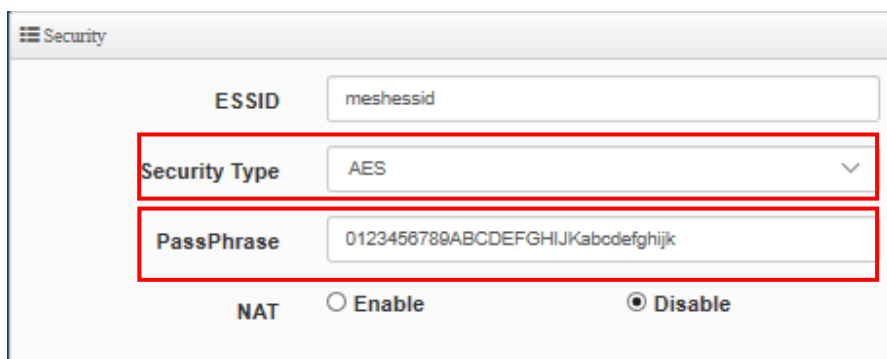 Security
ESSID meshessid
Security Type AES
PassPhrase 0123456789ABCDEFGHIJKabcdefghijk
NAT Enable Disable